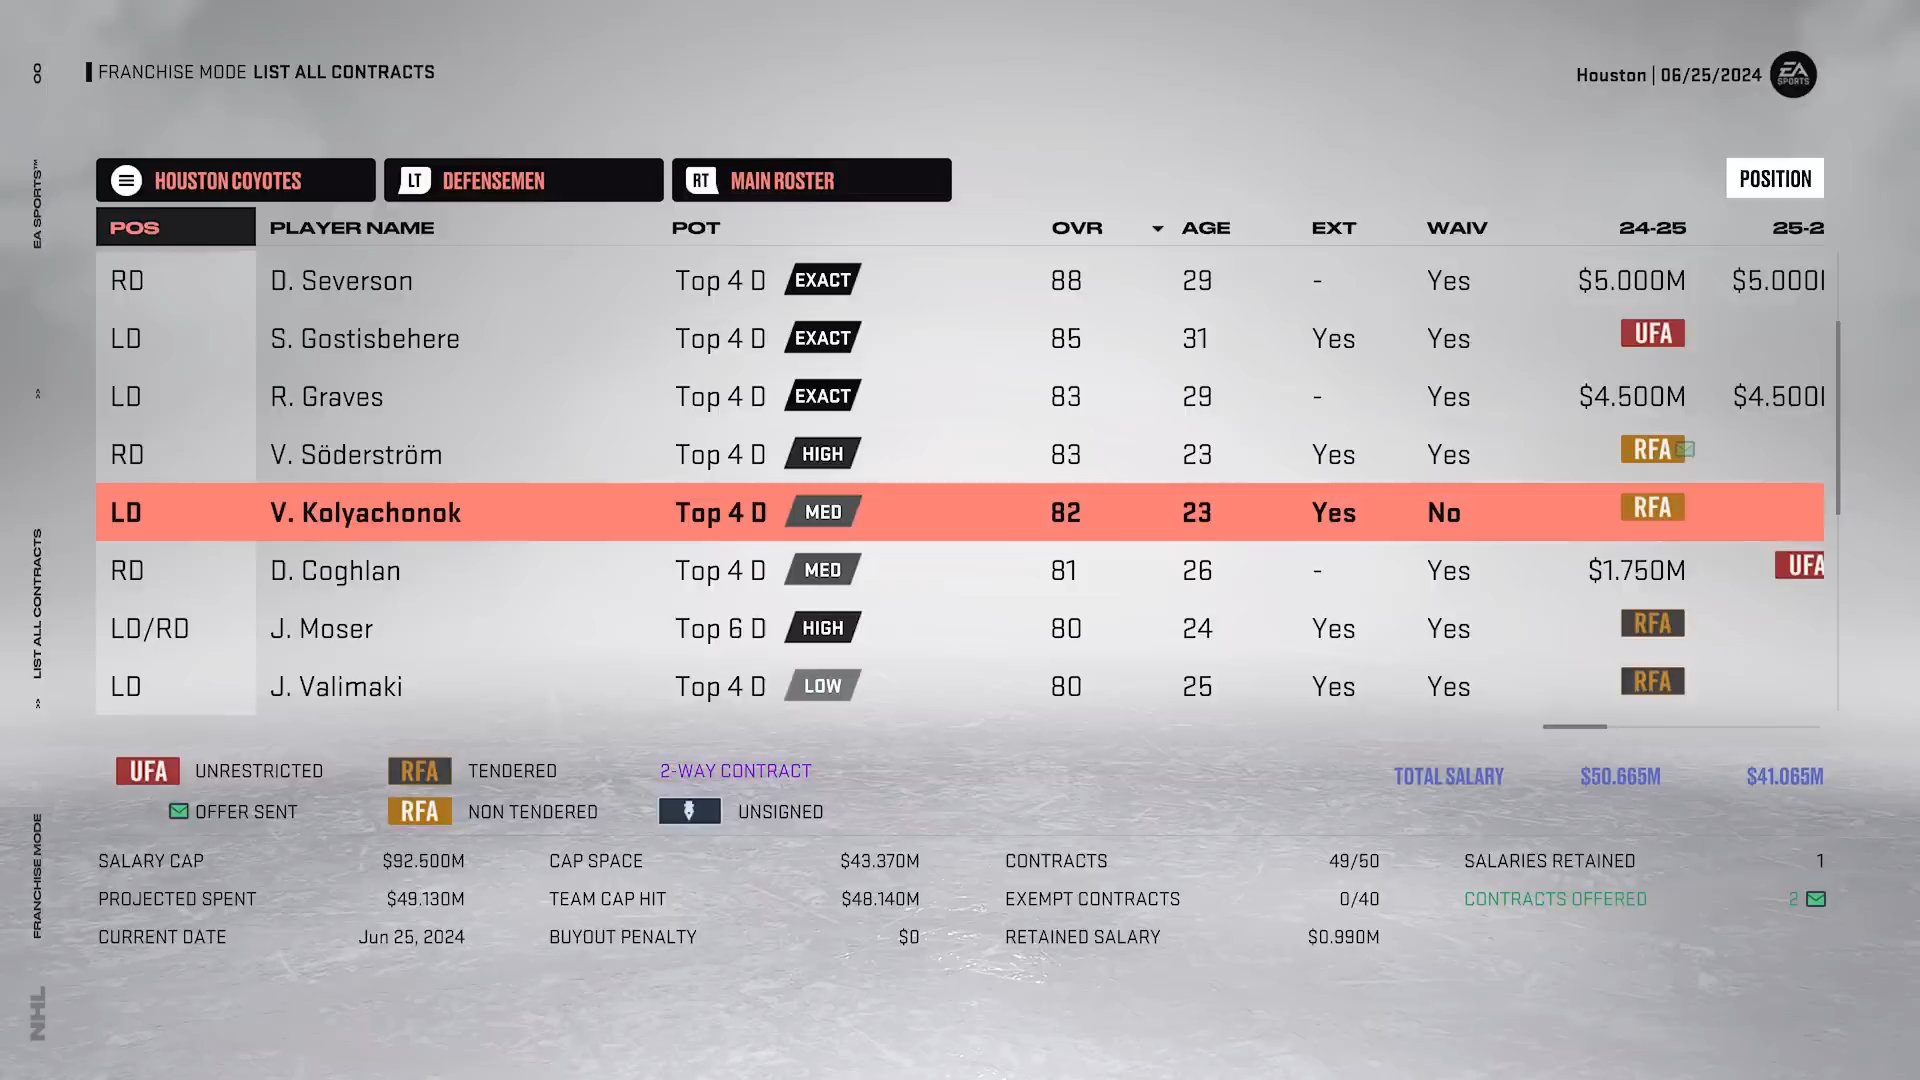 FRANCHISE MODE LIST ALL CONTRACTS
Houston | 06/25/2024
EA SPORTS
HOUSTON COYOTES LT DEFENSEMEN RT MAIN ROSTER
POSITION
POS PLAYER NAME POT OVR AGE EXT WAIV 24-25 25-2
RD D. Severson Top 4 D EXACT 88 29 - Yes $5.000M $5.000
LD S. Gostisbehere Top 4 D EXACT 85 31 Yes Yes UFA
LD R. Graves Top 4 D EXACT 83 29 - Yes $4.500M $4.500
RD V. Söderström Top 4 D HIGH 83 23 Yes Yes RFA
LD V. Kolyachonok Top 4 D MED 82 23 Yes No RFA
RD D. Coghlan Top 4 D MED 81 26 - Yes $1.750M UFA
LD/RD J. Moser Top 6 D HIGH 80 24 Yes Yes RFA
LD J. Valimaki Top 4 D LOW 80 25 Yes Yes RFA
UFA UNRESTRICTED RFA TENDERED 2-WAY CONTRACT TOTAL SALARY $50.665M $41.065M
OFFER SENT RFA NON TENDERED UNSIGNED
SALARY CAP $92.500M CAP SPACE $43.370M CONTRACTS 49/50 SALARIES RETAINED 1
PROJECTED SPENT $49.130M TEAM CAP HIT $48.140M EXEMPT CONTRACTS 0/40 CONTRACTS OFFERED 2
CURRENT DATE Jun 25, 2024 BUYOUT PENALTY $0 RETAINED SALARY $0.990M
00
EA SPORTS™
>>
LIST ALL CONTRACTS
>>
FRANCHISE MODE
NHL